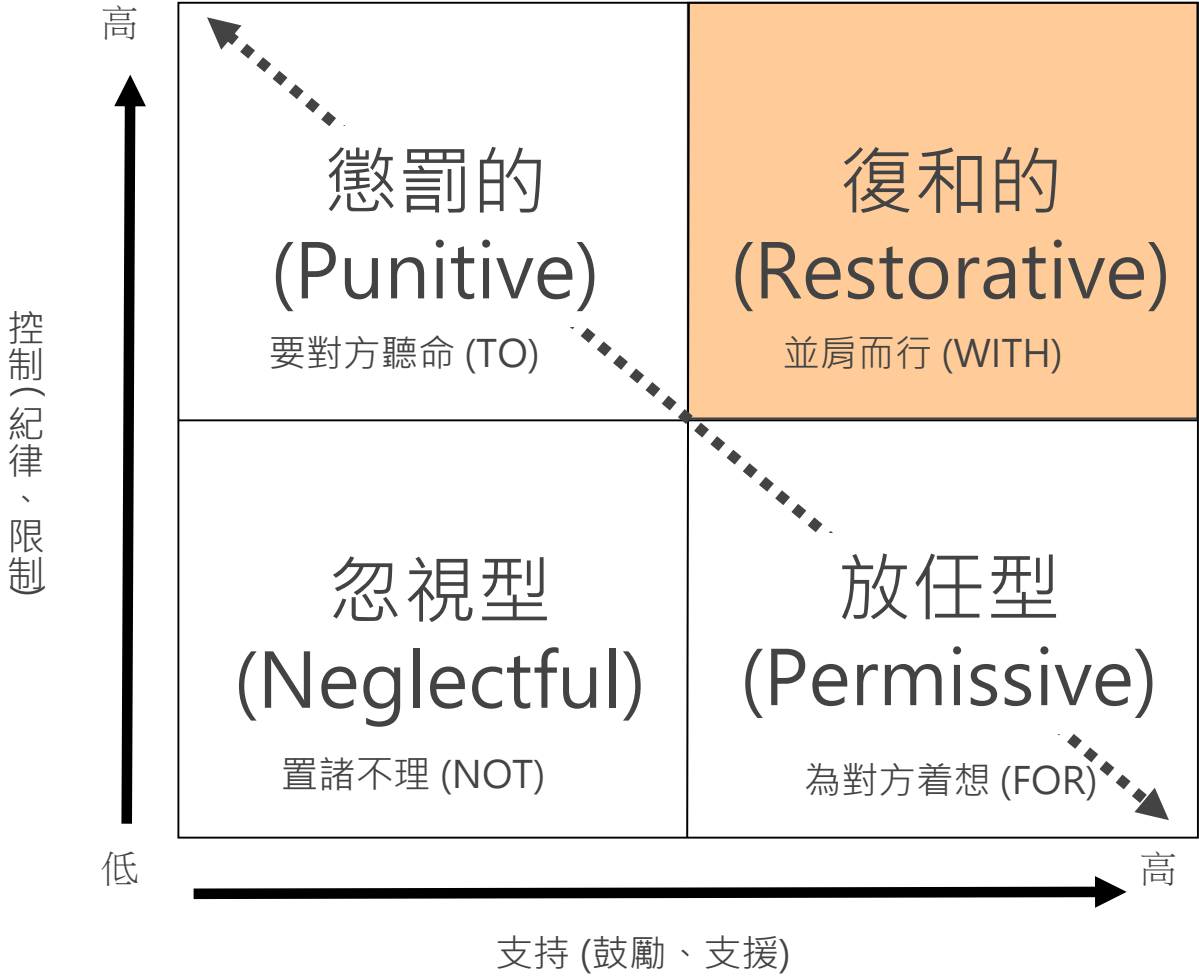 高
懲罰的
(Punitive)
要對方聽命 (TO)
復和的
(Restorative)
並肩而行 (WITH)
控制(紀律、限制)
忽視型
(Neglectful)
置諸不理 (NOT)
放任型
(Permissive)
為對方着想 (FOR)
低
高
支持 (鼓勵、支援)